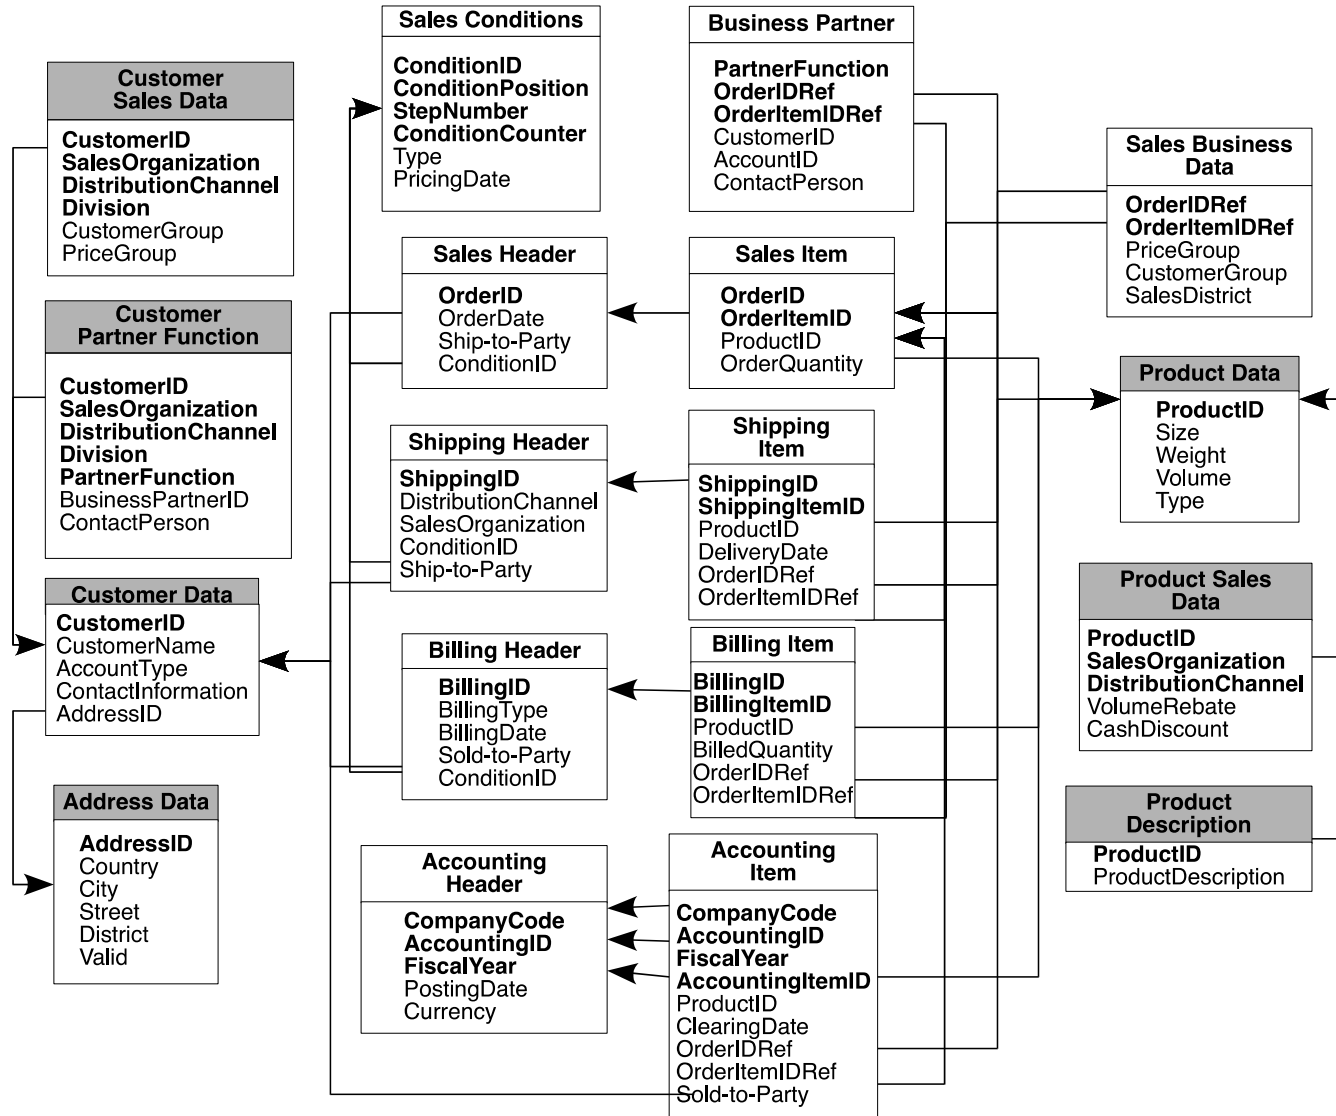 Customer
Sales Data
CustomerID
SalesOrganization
DistributionChannel
Division
CustomerGroup
PriceGroup
Customer
Partner Function
CustomerID
SalesOrganization
DistributionChannel
Division
PartnerFunction
BusinessPartnerID
ContactPerson
Customer Data
CustomerID
CustomerName
AccountType
ContactInformation
AddressID
Address Data
AddressID
Country
City
Street
District
Valid
Sales Conditions
ConditionID
ConditionPosition
StepNumber
ConditionCounter
Type
PricingDate
Sales Header
OrderID
OrderDate
Ship-to-Party
ConditionID
Shipping Header
ShippingID
DistributionChannel
SalesOrganization
ConditionID
Ship-to-Party
Billing Header
BillingID
BillingType
BillingDate
Sold-to-Party
ConditionID
Accounting
Header
CompanyCode
AccountingID
FiscalYear
PostingDate
Currency
Business Partner
PartnerFunction
OrderIDRef
OrderItemIDRef
CustomerID
AccountID
ContactPerson
Sales Item
OrderID
OrderItemID
ProductID
OrderQuantity
Shipping
Item
ShippingID
ShippingItemID
ProductID
DeliveryDate
OrderIDRef
OrderItemIDRef
Billing Item
BillingID
BillingItemID
ProductID
BilledQuantity
OrderIDRef
OrderItemIDRef
Accounting
Item
CompanyCode
AccountingID
FiscalYear
AccountingItemID
ProductID
ClearingDate
OrderIDRef
OrderItemIDRef
Sold-to-Party
Sales Business
Data
OrderIDRef
OrderItemIDRef
PriceGroup
CustomerGroup
SalesDistrict
Product Data
ProductID
Size
Weight
Volume
Type
Product Sales
Data
ProductID
SalesOrganization
DistributionChannel
VolumeRebate
CashDiscount
Product
Description
ProductID
ProductDescription